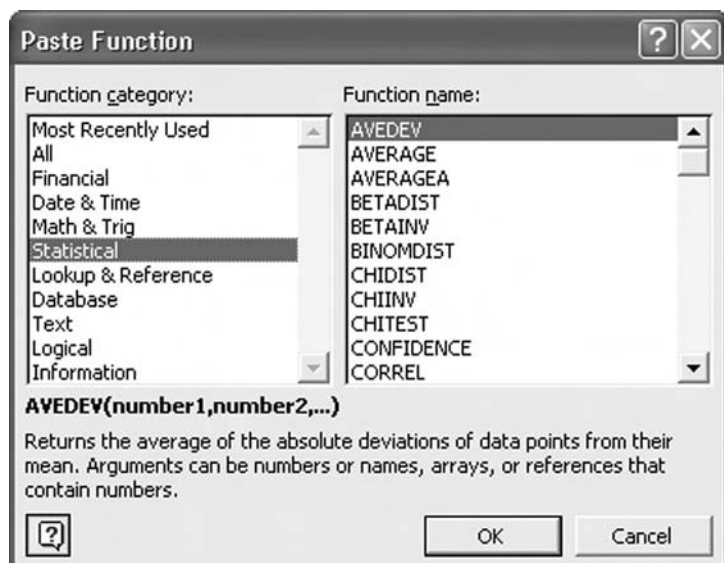 Paste Function
Function category:
Most Recently Used
All
Financial
Date & Time
Math & Trig
Statistical
Lookup & Reference
Database
Text
Logical
Information
Function name:
AVEDEV
AVERAGE
AVERAGEA
BETADIST
BETAINV
BINOMDIST
CHIDIST
CHIINV
CHITEST
CONFIDENCE
CORREL
AVEDEV(number1,number2,...)
Returns the average of the absolute deviations of data points from their
mean. Arguments can be numbers or names, arrays, or references that
contain numbers.
OK
Cancel